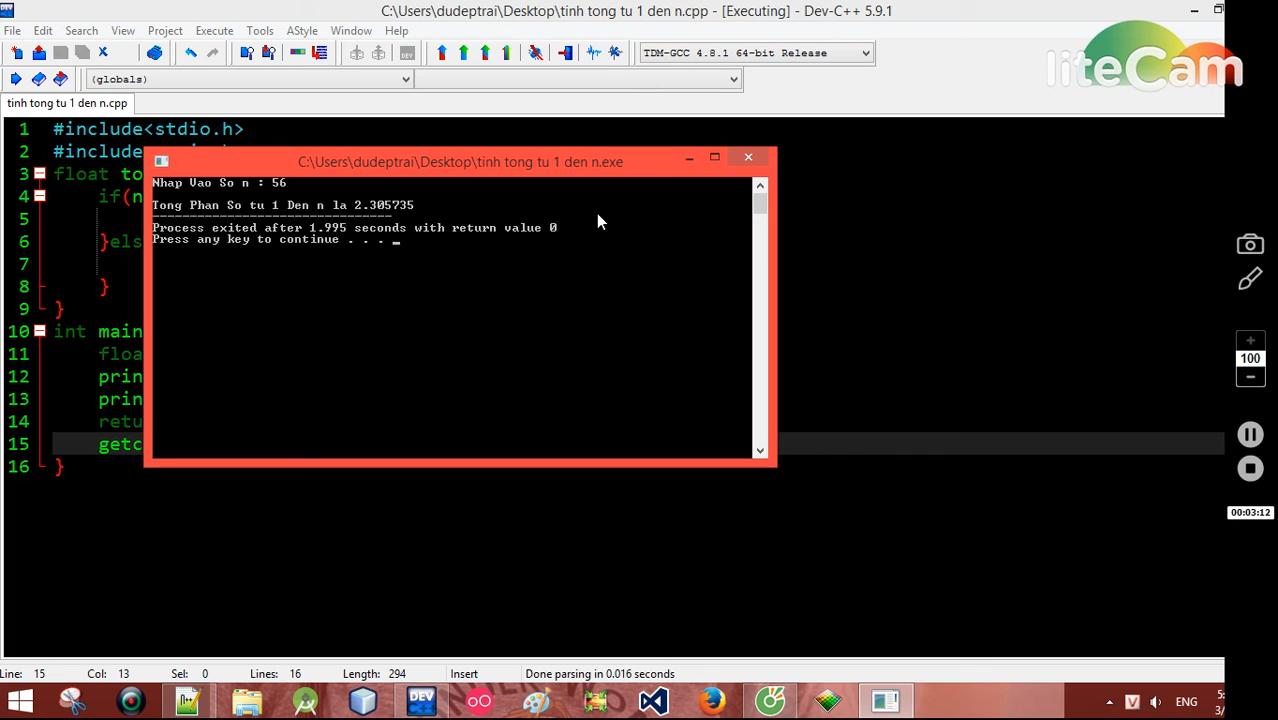 C:\Users\dudeptrai\Desktop\tinh tong tu 1 den n.cpp - [Executing] - Dev-C++ 5.9.1
File Edit Search View Project Execute Tools AStyle Window Help
TDM-GCC 4.8.1 64-bit Release
liteCam
(globals)
tinh tong tu 1 den n.cpp
1 #include<stdio.h>
2 #include
C:\Users\dudeptrai\Desktop\tinh tong tu 1 den n.exe
Nhap Vao So n : 56
Tong Phan So tu 1 Den n la 2.305735
--------------------------------
Process exited after 1.995 seconds with return value 0
Press any key to continue . . .
3 float to
4 if(n
5
6 }els
7
8 }
9 }
10 int main
11 floa
12 prin
13 prin
14 retu
15 getc
16 }
100
00:03:12
Line: 15 Col: 13 Sel: 0 Lines: 16 Length: 294 Insert Done parsing in 0.016 seconds
DEV
V ENG